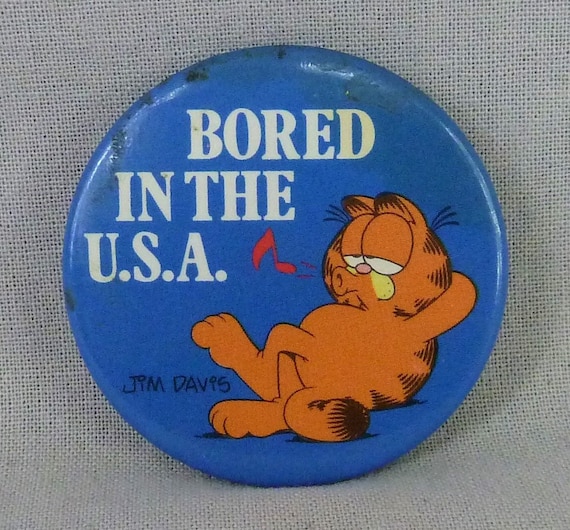 BORED
IN THE
U.S.A.
JIM DAVIS